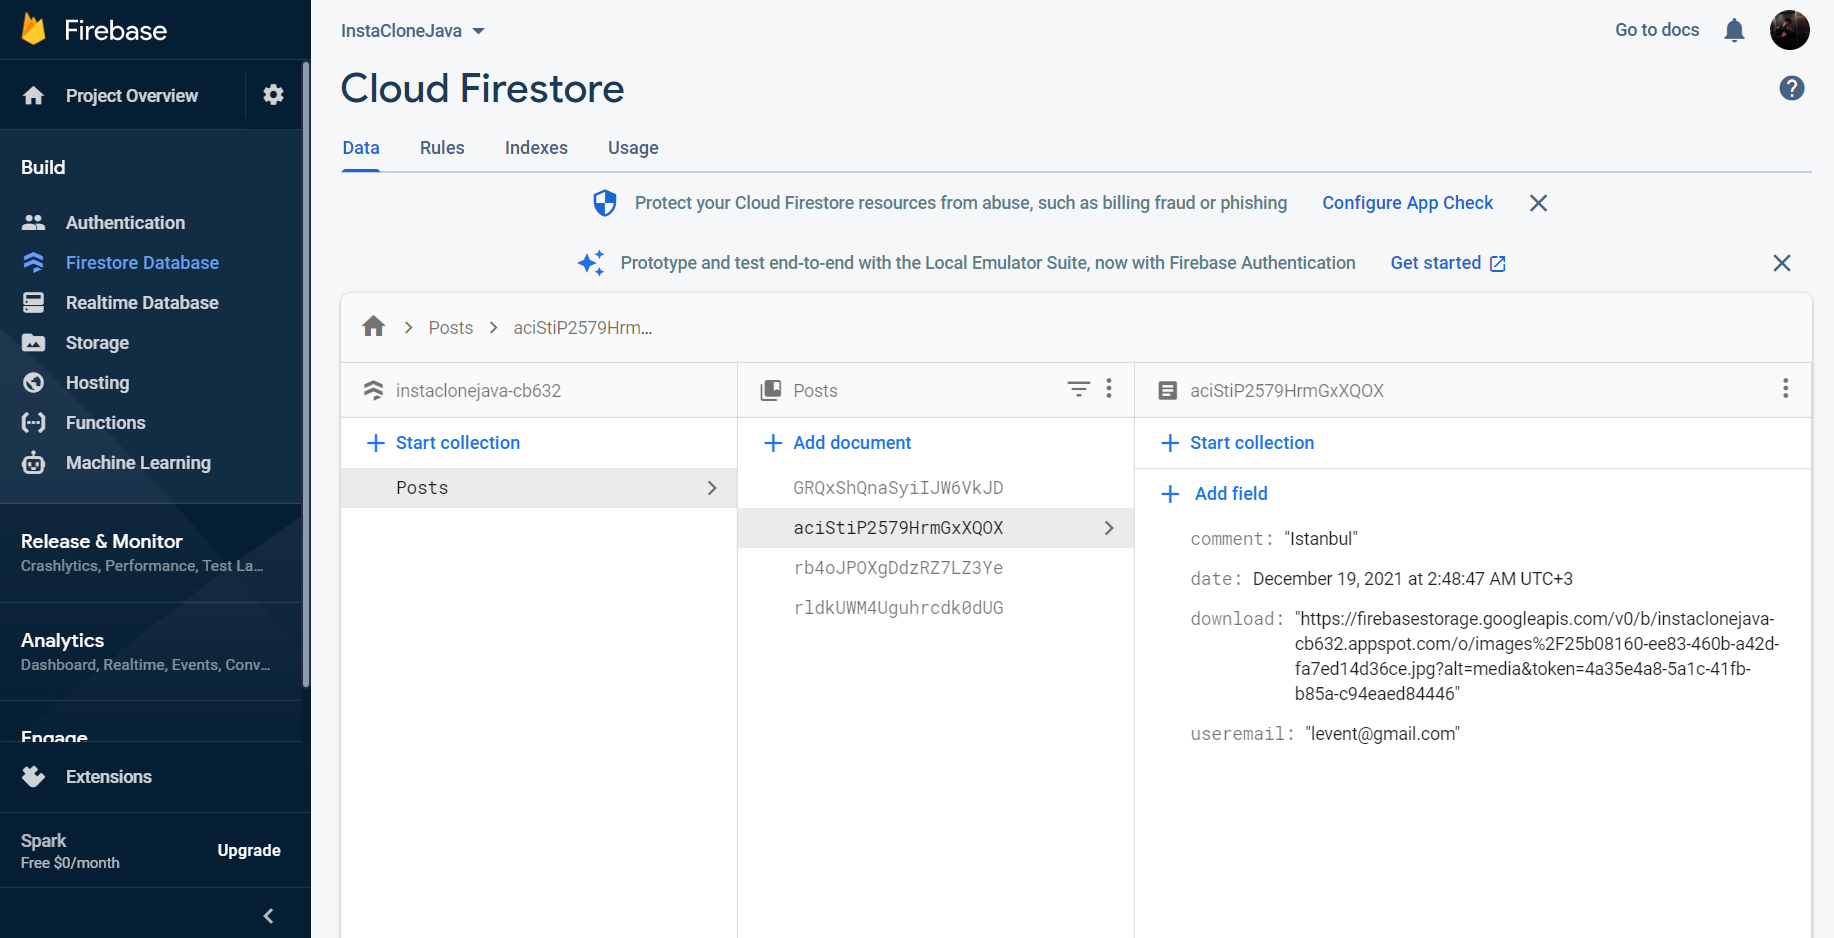 Firebase
Project Overview
Build
Authentication
Firestore Database
Realtime Database
Storage
Hosting
Functions
Machine Learning
Release & Monitor
Crashlytics, Performance, Test La...
Analytics
Dashboard, Realtime, Events, Conv...
Engage
Extensions
Spark
Free $0/month
Upgrade
InstaCloneJava
Go to docs
Cloud Firestore
Data Rules Indexes Usage
Protect your Cloud Firestore resources from abuse, such as billing fraud or phishing Configure App Check
Prototype and test end-to-end with the Local Emulator Suite, now with Firebase Authentication Get started
Posts aciStiP2579Hrm...
instaclonejava-cb632
Start collection
Posts
Posts
Add document
GRQxShQnaSyiIJW6VkJD
aciStiP2579HrmGxXQOX
rb4oJPOXgDdzRZ7LZ3Ye
rldkUWM4Uguhrcdk0dUG
aciStiP2579HrmGxXQOX
Start collection
Add field
comment: "Istanbul"
date: December 19, 2021 at 2:48:47 AM UTC+3
download: "https://firebasestorage.googleapis.com/v0/b/instaclonejava-
cb632.appspot.com/o/images%2F25b08160-ee83-460b-a42d-
fa7ed14d36ce.jpg?alt=media&token=4a35e4a8-5a1c-41fb-
b85a-c94eaed84446"
useremail: "levent@gmail.com"